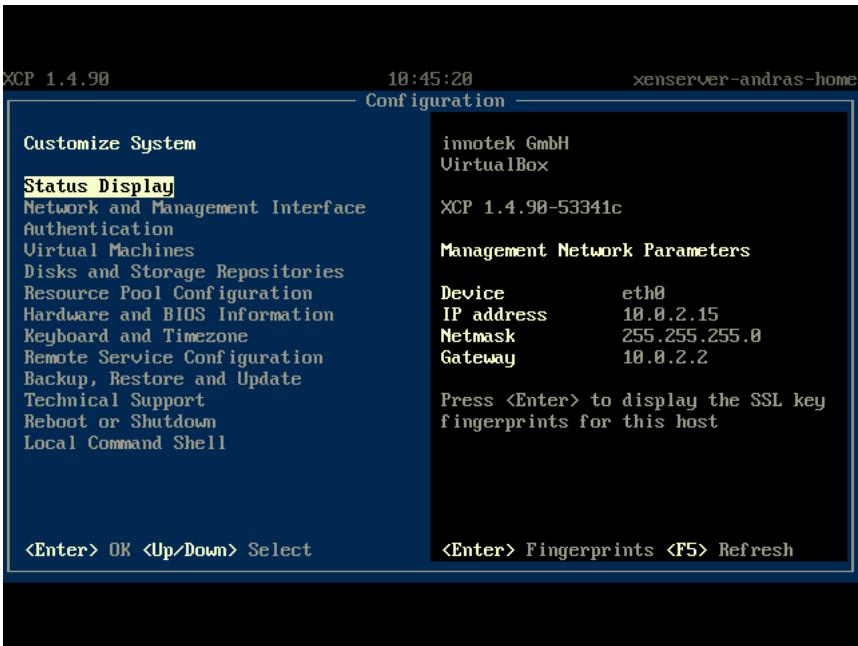 XCP 1.4.90 10:45:20 xenserver-andras-home
Configuration
Customize System
Status Display
Network and Management Interface
Authentication
Virtual Machines
Disks and Storage Repositories
Resource Pool Configuration
Hardware and BIOS Information
Keyboard and Timezone
Remote Service Configuration
Backup, Restore and Update
Technical Support
Reboot or Shutdown
Local Command Shell
<Enter> OK <Up/Down> Select
innotek GmbH
VirtualBox
XCP 1.4.90-53341c
Management Network Parameters
Device eth0
IP address 10.0.2.15
Netmask 255.255.255.0
Gateway 10.0.2.2
Press <Enter> to display the SSL key
fingerprints for this host
<Enter> Fingerprints <F5> Refresh